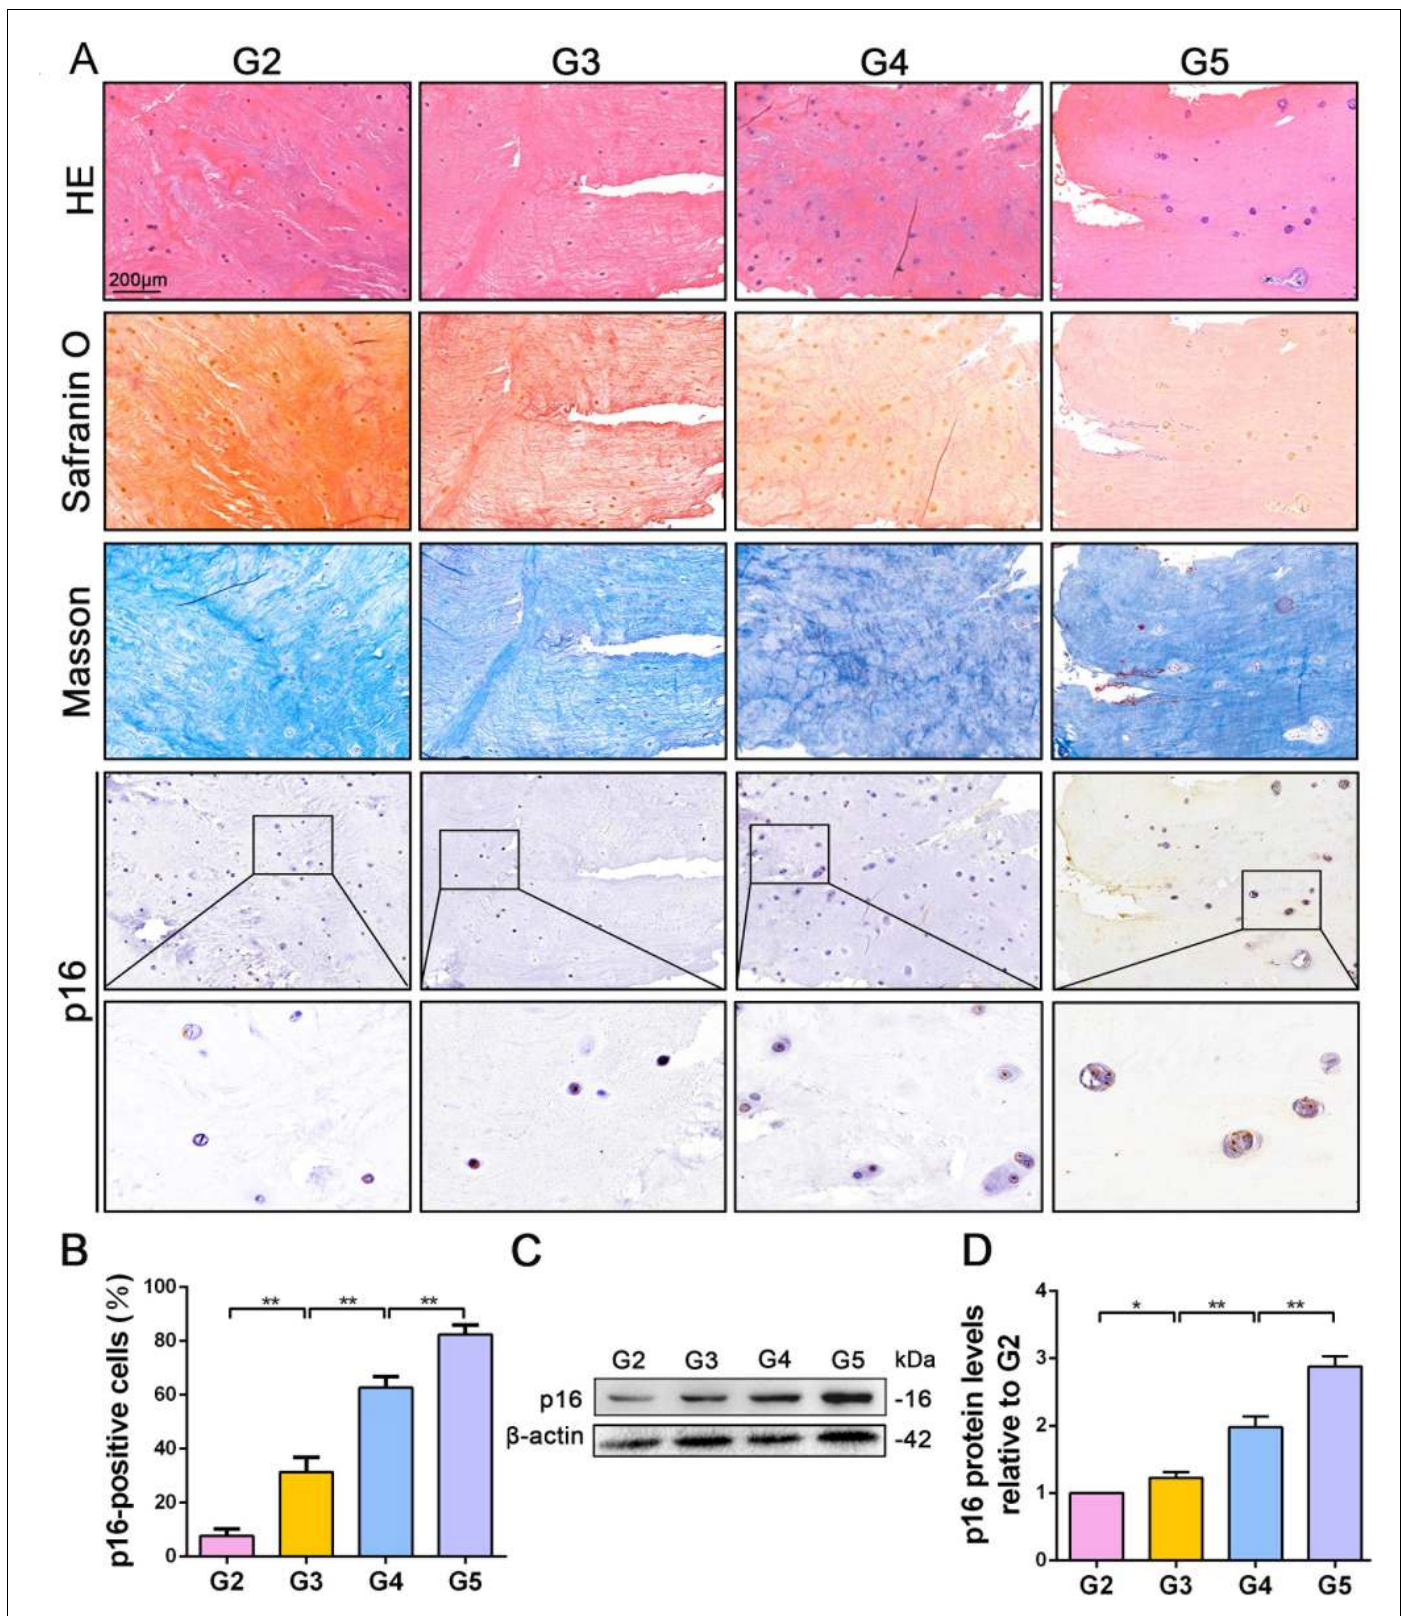 A
G2 G3 G4 G5
HE
200μm
Safranin O
Masson
p16
B
p16-positive cells (%)
100
80
60
40
20
0
** ** **
G2 G3 G4 G5
C
G2 G3 G4 G5 kDa
p16 -16
β-actin -42
D
p16 protein levels
relative to G2
4
3
2
1
0
* ** **
G2 G3 G4 G5